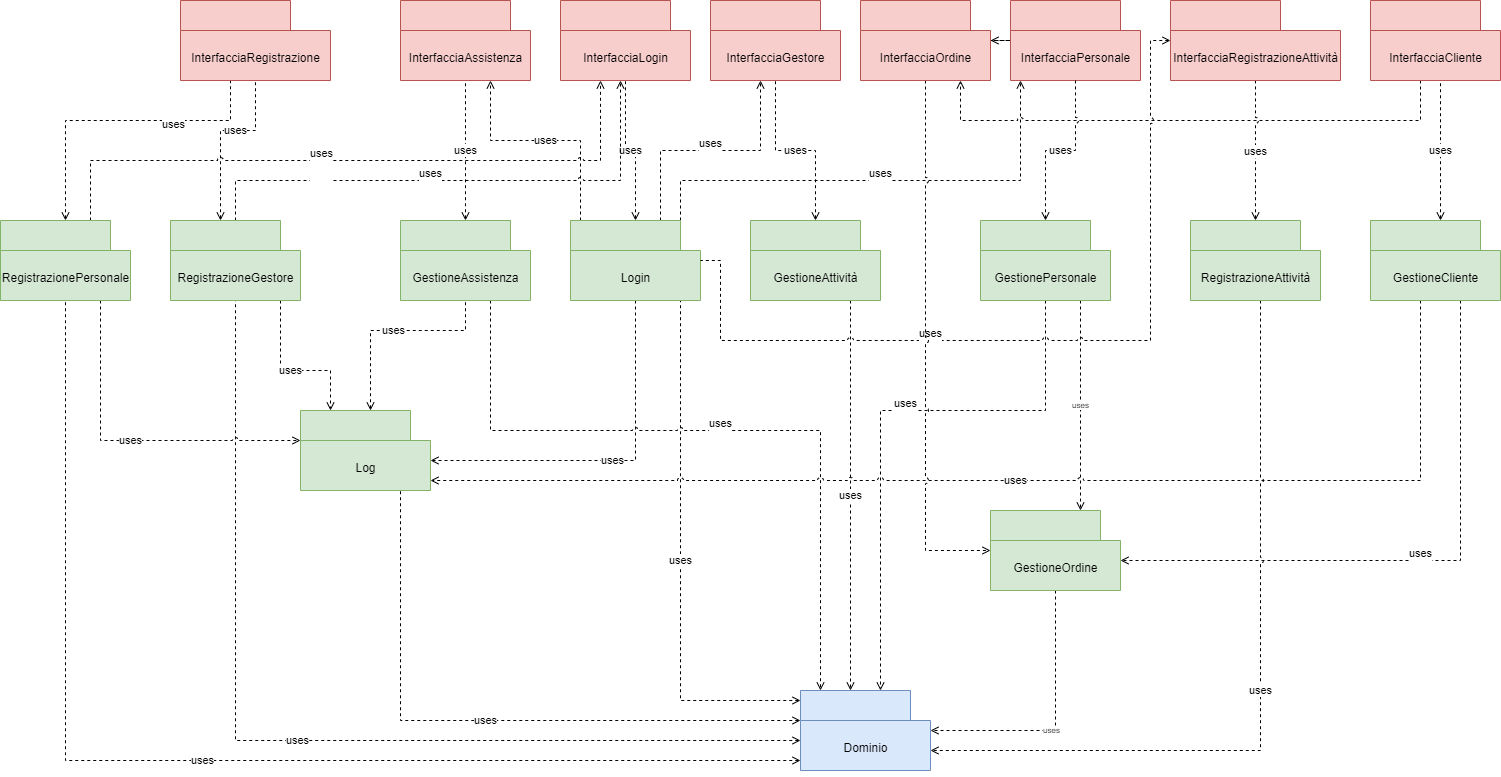 InterfacciaRegistrazione
InterfacciaAssistenza
InterfacciaLogin
InterfacciaGestore
InterfacciaOrdine
InterfacciaPersonale
InterfacciaRegistrazioneAttività
InterfacciaCliente
uses
uses
uses
uses
uses
uses
uses
uses
uses
uses
uses
uses
uses
RegistrazionePersonale
RegistrazioneGestore
GestioneAssistenza
Login
GestioneAttività
GestionePersonale
RegistrazioneAttività
GestioneCliente
uses
uses
uses
uses
uses
uses
uses
Log
uses
uses
uses
uses
uses
uses
GestioneOrdine
uses
uses
uses
uses
uses
Dominio
uses